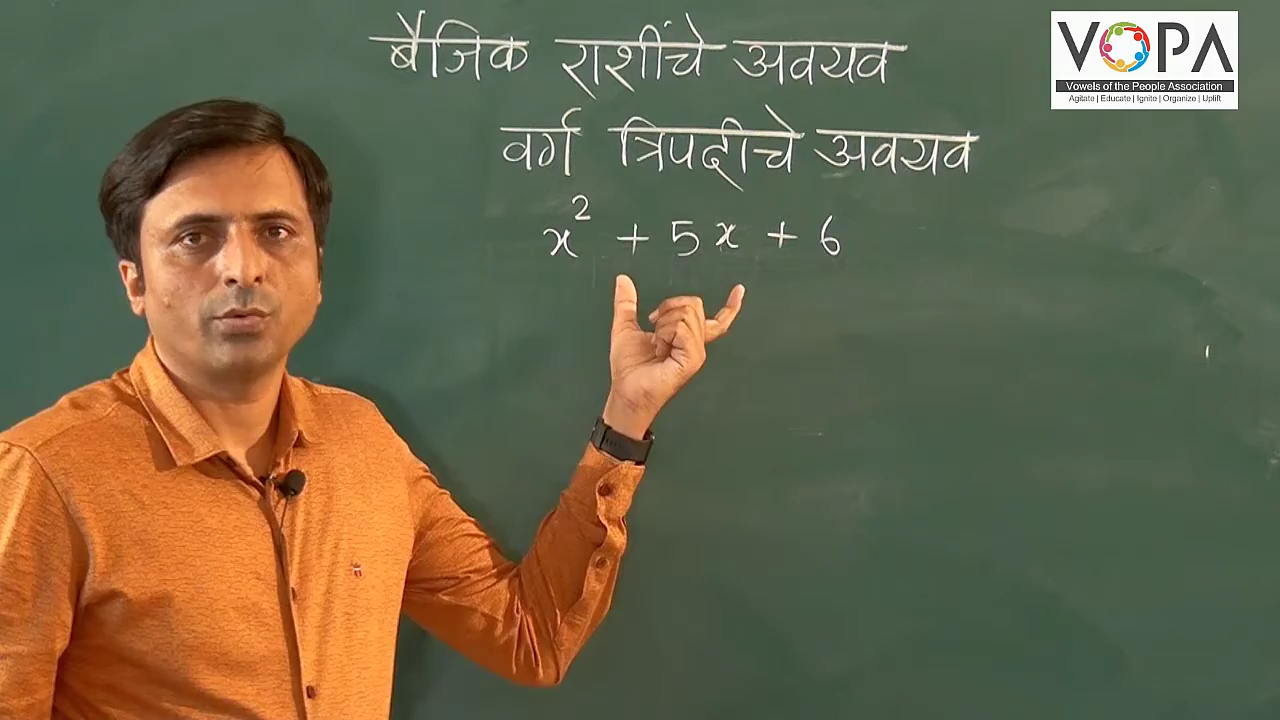 बैजिक राशींचे अवयव
वर्ग त्रिपदीचे अवयव
x² + 5x + 6
VOPA
Vowels of the People Association
Agitate | Educate | Ignite | Organize | Uplift